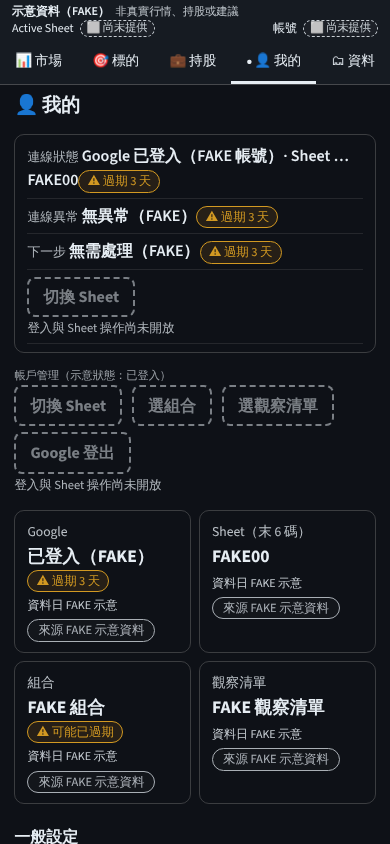 示意資料（FAKE） 非真實行情、持股或建議
Active Sheet ⬜ 尚未提供 帳號 ⬜ 尚未提供
📊 市場 🎯 標的 💼 持股 ● 👤 我的 🗂 資料
👤 我的
連線狀態 Google 已登入（FAKE 帳號）· Sheet …
FAKE00 ⚠ 過期 3 天
連線異常 無異常（FAKE） ⚠ 過期 3 天
下一步 無需處理（FAKE） ⚠ 過期 3 天
切換 Sheet
登入與 Sheet 操作尚未開放
帳戶管理（示意狀態：已登入）
切換 Sheet 選組合 選觀察清單
Google 登出
登入與 Sheet 操作尚未開放
Google
已登入（FAKE）
⚠ 過期 3 天
資料日 FAKE 示意
來源 FAKE 示意資料
Sheet（末 6 碼）
FAKE00
資料日 FAKE 示意
來源 FAKE 示意資料
組合
FAKE 組合
⚠ 可能已過期
資料日 FAKE 示意
來源 FAKE 示意資料
觀察清單
FAKE 觀察清單
資料日 FAKE 示意
來源 FAKE 示意資料
一般設定